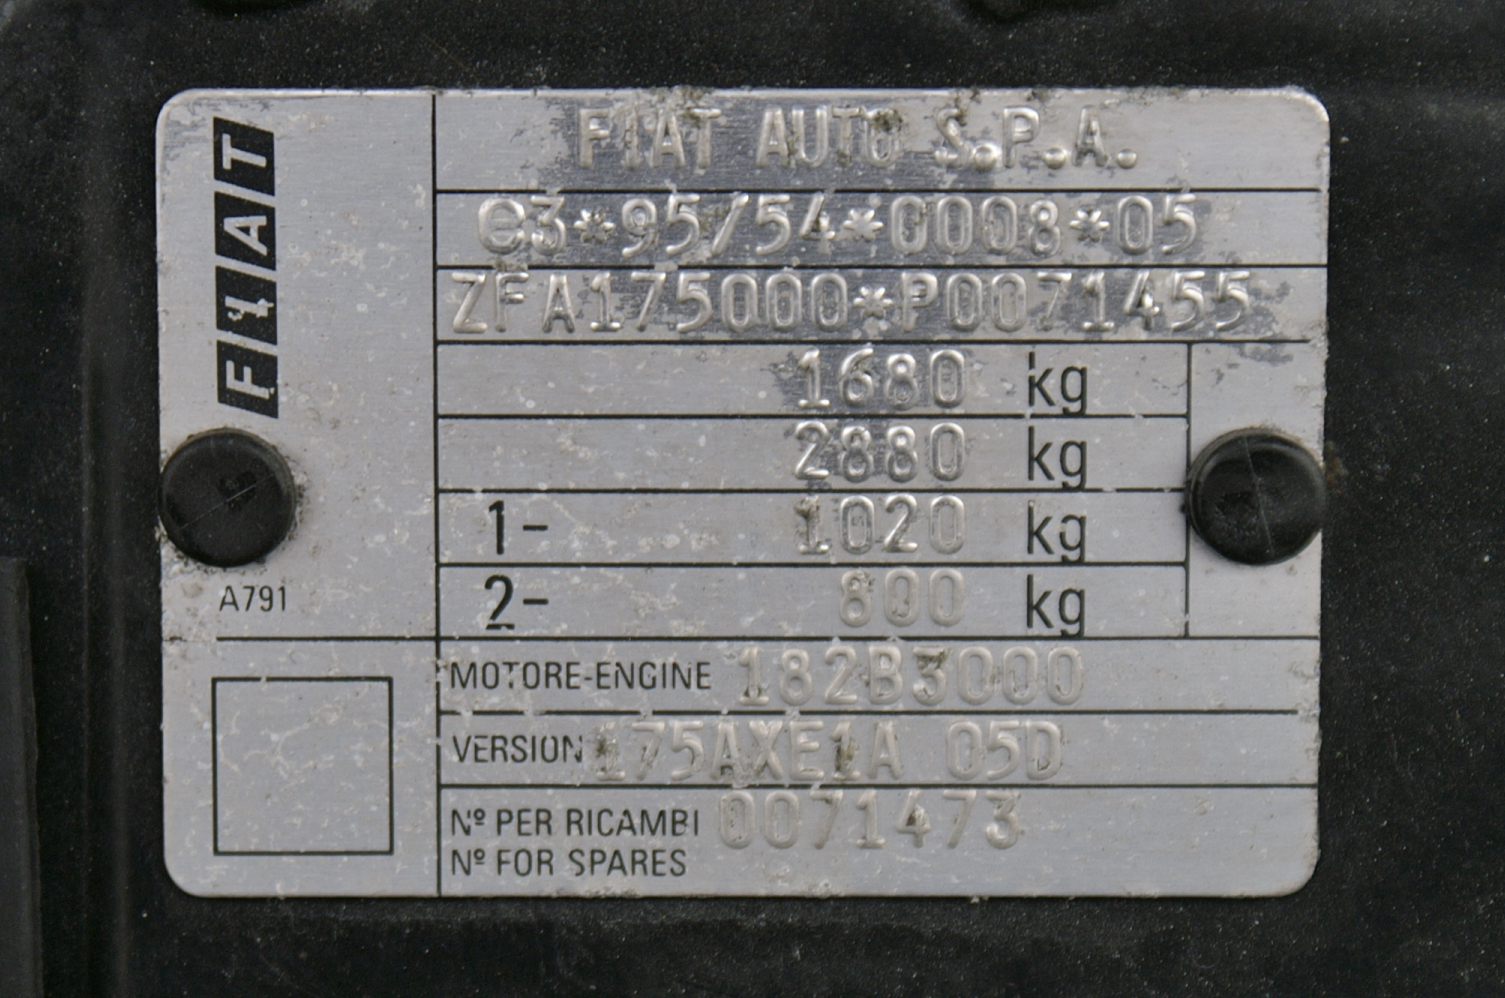 FIAT
FIAT AUTO S.P.A.
e3*95/54*0008*05
ZFA175000*P0071455
1680 kg
2880 kg
1- 1020 kg
2- 800 kg
A791
MOTORE-ENGINE 182B3000
VERSION 175AXE1A 05D
Nº PER RICAMBI 0071473
Nº FOR SPARES